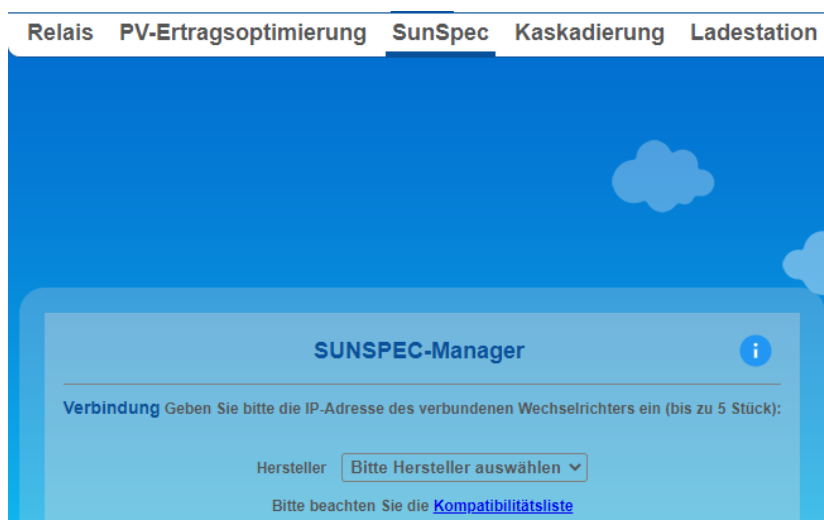 Relais PV-Ertragsoptimierung SunSpec Kaskadierung Ladestation
SUNSPEC-Manager
i
Verbindung Geben Sie bitte die IP-Adresse des verbundenen Wechselrichters ein (bis zu 5 Stück):
Hersteller Bitte Hersteller auswählen
Bitte beachten Sie die Kompatibilitätsliste